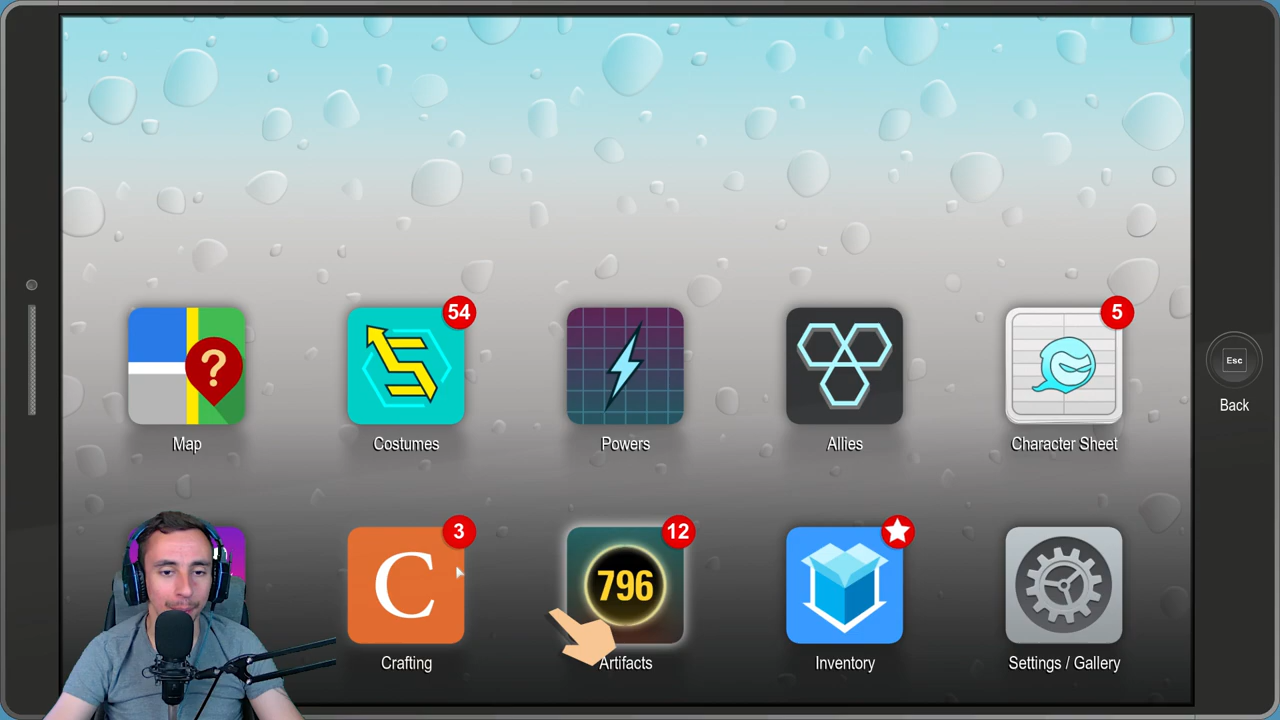 54
5
?
Map
Costumes
Powers
Allies
Character Sheet
Esc
Back
3
12
C
796
Crafting
Artifacts
Inventory
Settings / Gallery